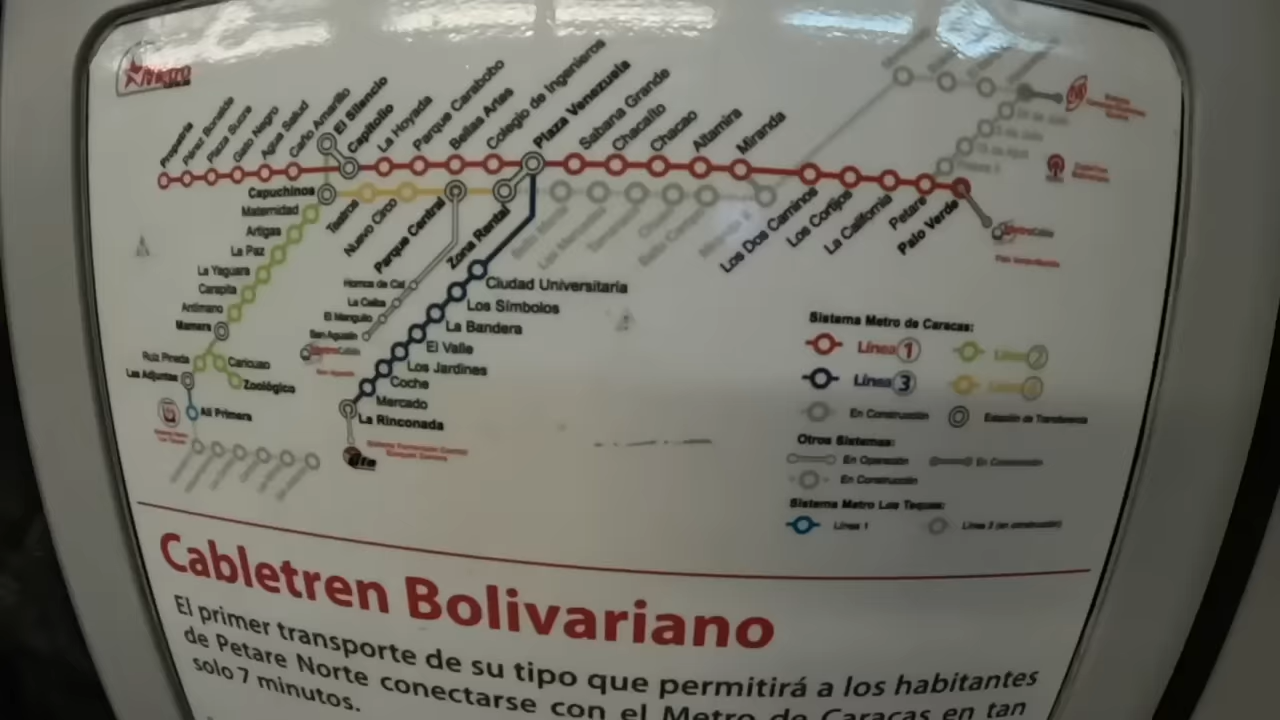 Metro
Propatria
Pérez Bonalde
Plaza Sucre
Gato Negro
Agua Salud
Caño Amarillo
El Silencio
Capitolio
La Hoyada
Parque Carabobo
Bellas Artes
Colegio de Ingenieros
Plaza Venezuela
Sabana Grande
Chacaíto
Chacao
Altamira
Miranda
Los Dos Caminos
Los Cortijos
La California
Petare
Palo Verde
Capuchinos
Teatros
Nuevo Circo
Parque Central
Zona Rental
Maternidad
Artigas
La Paz
La Yaguara
Carapita
Antímano
Mamera
Ruiz Pineda
Caricuao
Las Adjuntas
Zoológico
Alí Primera
Hornos de Cal
La Ceiba
El Manguito
San Agustín
Ciudad Universitaria
Los Símbolos
La Bandera
El Valle
Los Jardines
Coche
Mercado
La Rinconada
Sistema Metro de Caracas:
Línea 1
Línea 2
Línea 3
Línea 4
En Construcción
Estación de Transferencia
Otros Sistemas:
En Operación
En Conexión
En Construcción
Sistema Metro Los Teques:
Línea 1
Línea 2 (en construcción)
Cabletren Bolivariano
El primer transporte de su tipo que permitirá a los habitantes
de Petare Norte conectarse con el Metro de Caracas en tan
solo 7 minutos.